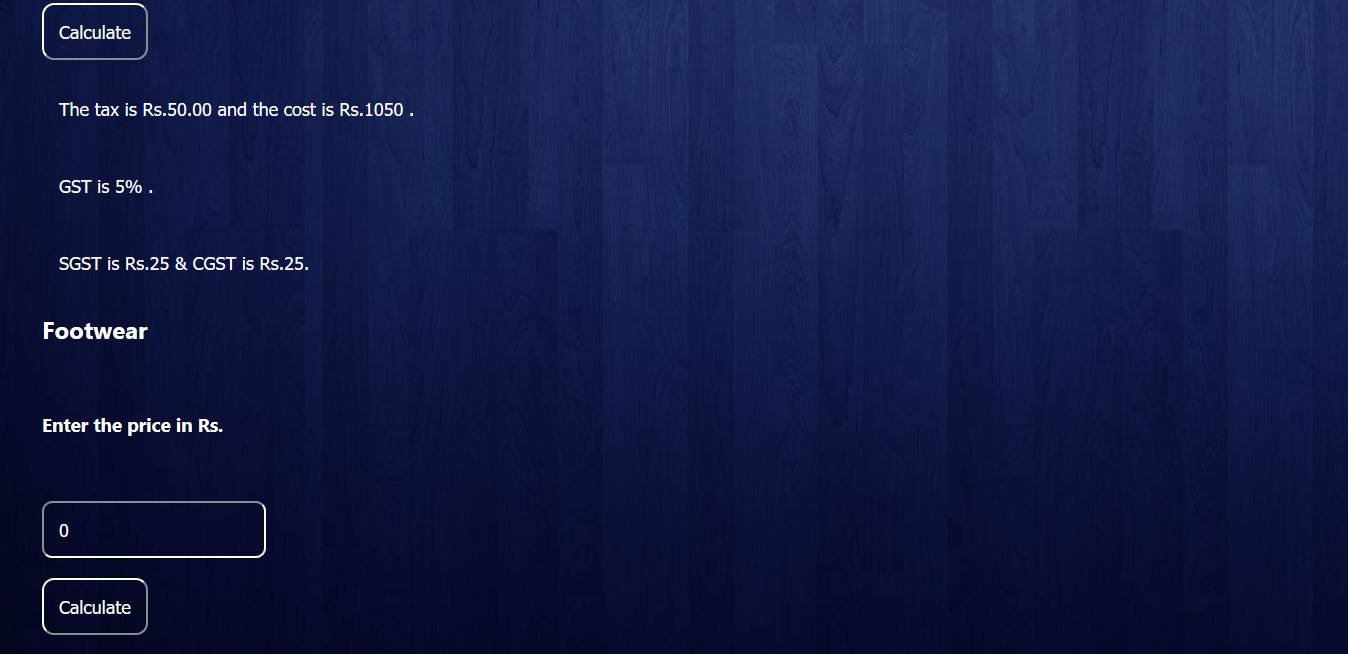 Calculate
The tax is Rs.50.00 and the cost is Rs.1050 .
GST is 5% .
SGST is Rs.25 & CGST is Rs.25.
Footwear
Enter the price in Rs.
0
Calculate